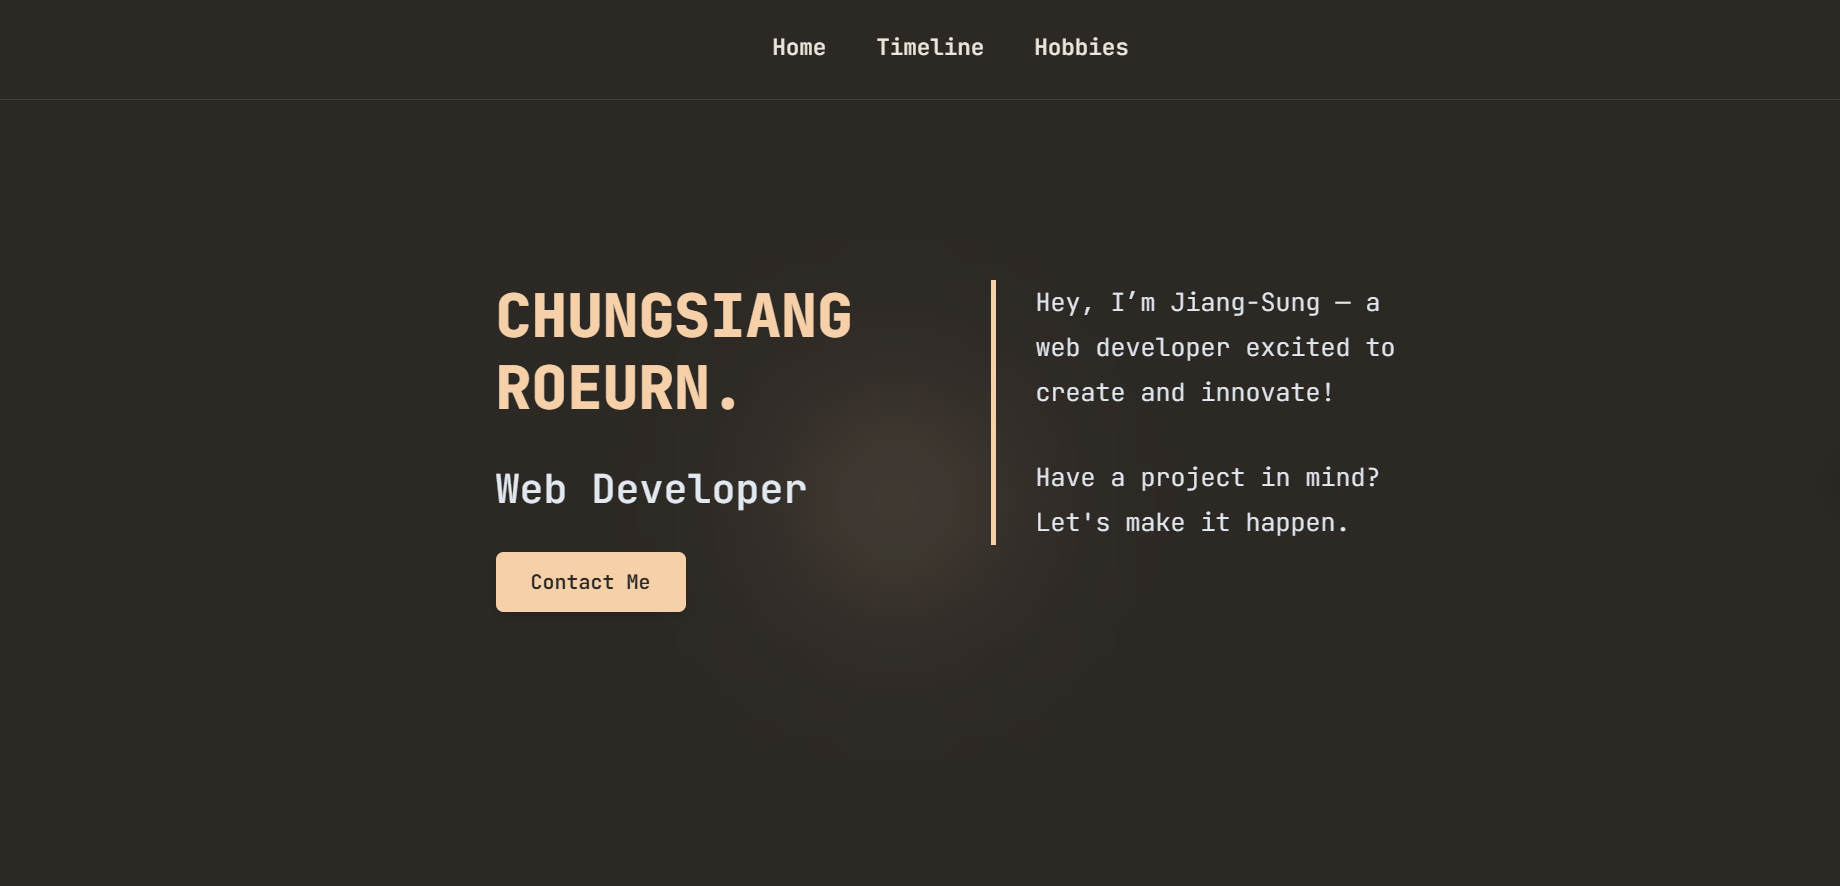 Home Timeline Hobbies
CHUNGSIANG
ROEURN.
Web Developer
Contact Me
Hey, I’m Jiang-Sung — a
web developer excited to
create and innovate!
Have a project in mind?
Let's make it happen.